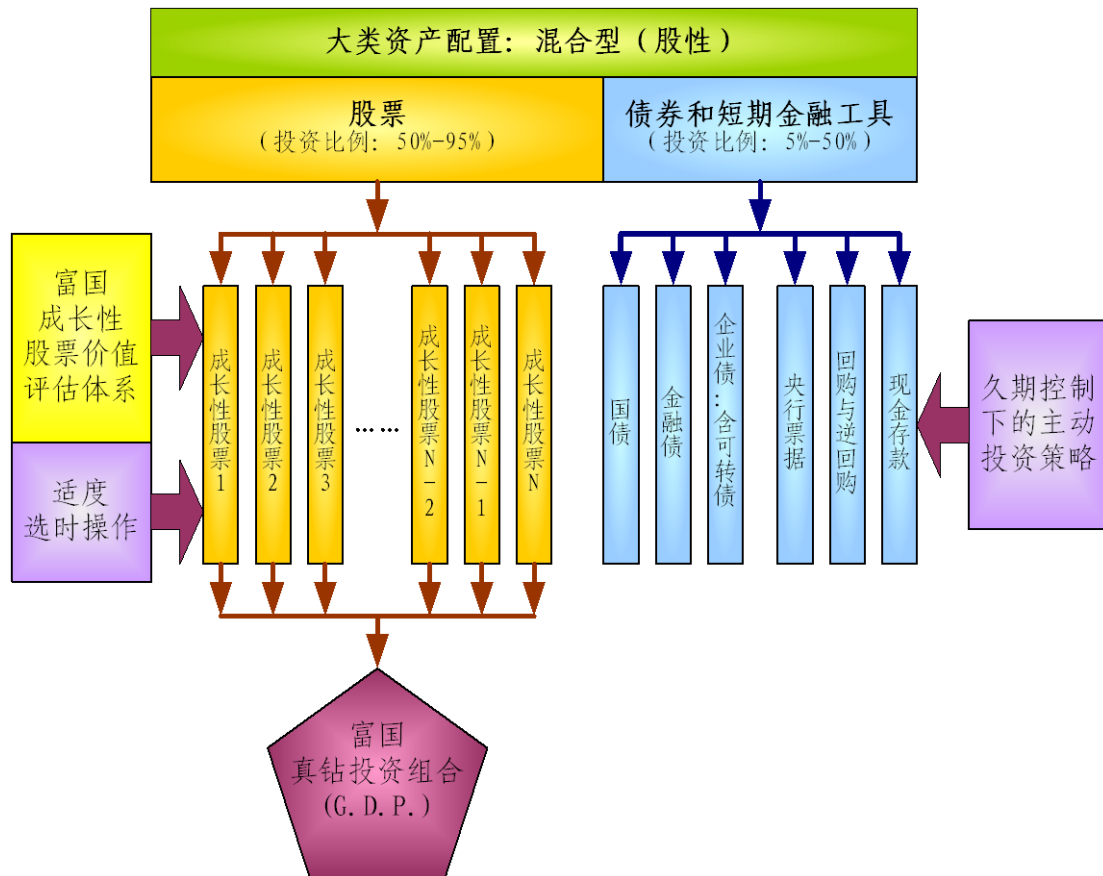 大类资产配置：混合型（股性）
股票
（投资比例：50%-95%）
债券和短期金融工具
（投资比例：5%-50%）
富国
成长性
股票价值
评估体系
适度
选时操作
成长性股票1
成长性股票2
成长性股票3
……
成长性股票N-2
成长性股票N-1
成长性股票N
国债
金融债
企业债：含可转债
央行票据
回购与逆回购
现金存款
久期控制
下的主动
投资策略
富国
真钻投资组合
(G.D.P.)